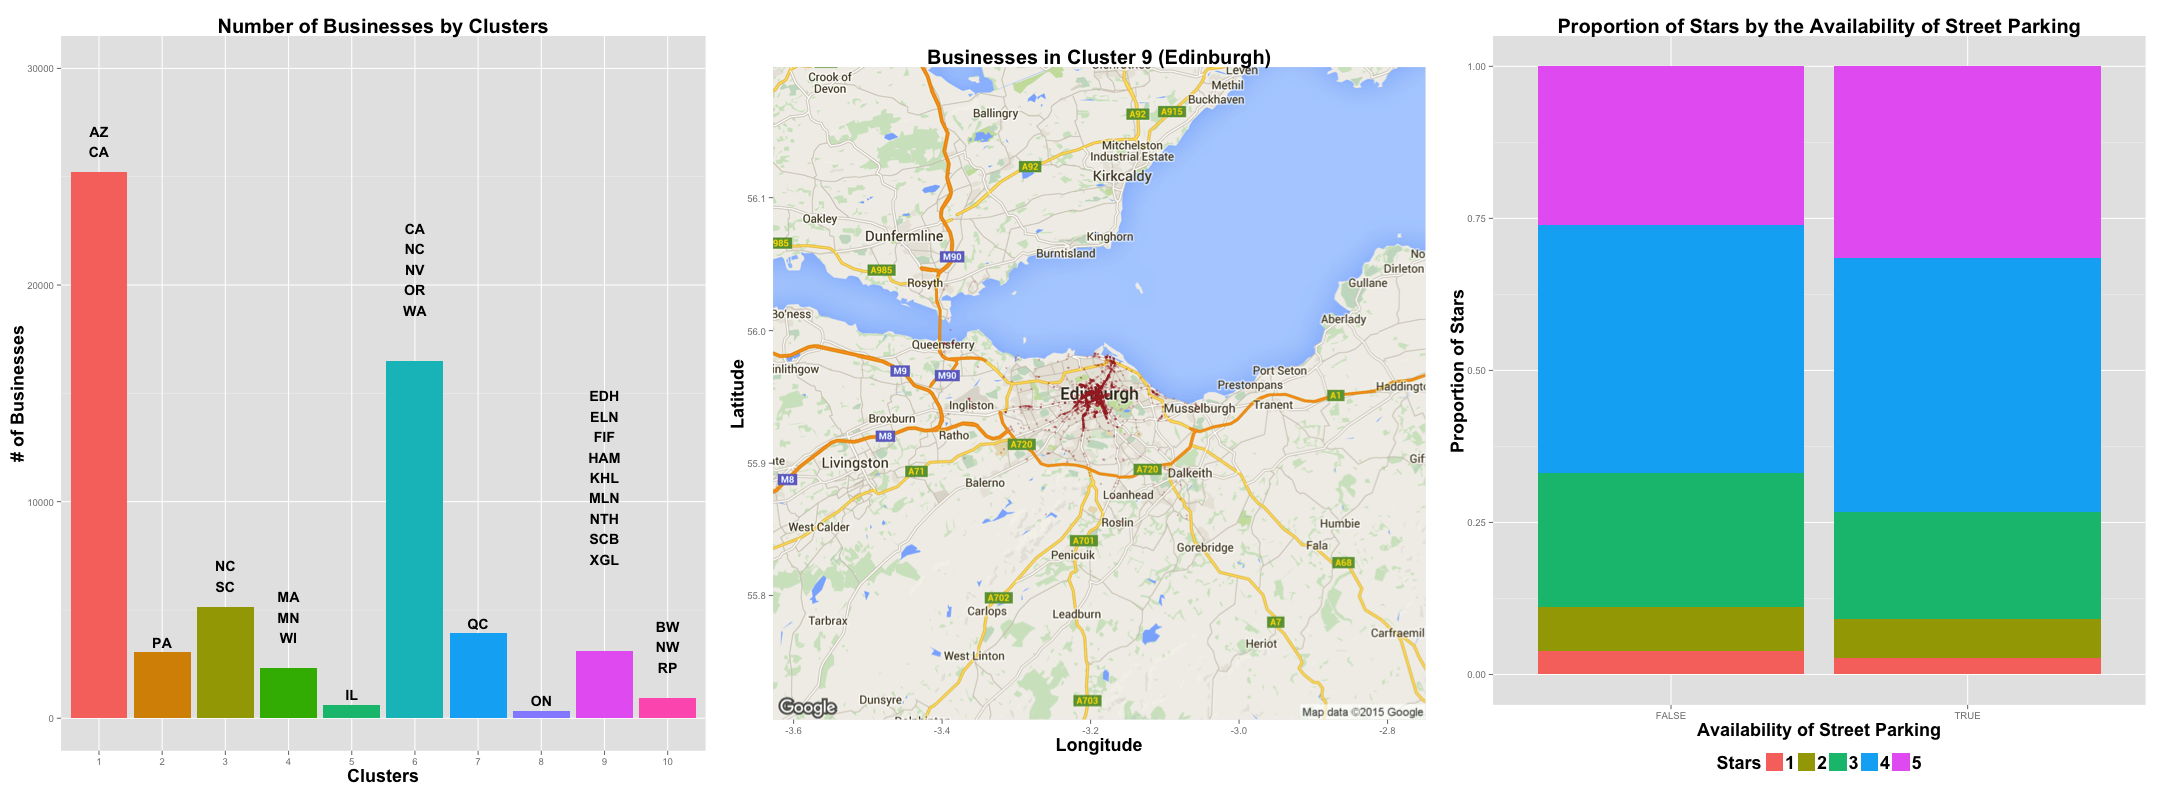 Number of Businesses by Clusters
# of Businesses
30000
20000
10000
0
AZ
CA
PA
NC
SC
MA
MN
WI
IL
CA
NC
NV
OR
WA
QC
ON
EDH
ELN
FIF
HAM
KHL
MLN
NTH
SCB
XGL
BW
NW
RP
1 2 3 4 5 6 7 8 9 10
Clusters
Businesses in Cluster 9 (Edinburgh)
Latitude
56.1
56.0
55.9
55.8
Crook of
Devon
Leven
Methil
Buckhaven
Ballingry
A92
A915
Mitchelston
Industrial Estate
A92
Kirkcaldy
Oakley
Dunfermline
Kinghorn
985
M90
Burntisland
A985
Rosyth
No
Dirleton
Gullane
Bo'ness
Aberlady
Queensferry
inlithgow
M9
M90
Port Seton
Prestonpans
Haddingto
A1
Edinburgh
Ingliston
Musselburgh
Tranent
Broxburn
M8
Ratho
A720
ate
Livingston
A71
A720
Dalkeith
Gif
M8
Balerno
Loanhead
West Calder
Roslin
Humbie
A701
Gorebridge
Fala
Penicuik
A68
A702
Carlops
Leadburn
Tarbrax
A7
Carfraemil
Heriot
West Linton
Dunsyre
A703
Google
Map data ©2015 Google
-3.6 -3.4 -3.2 -3.0 -2.8
Longitude
Proportion of Stars by the Availability of Street Parking
Proportion of Stars
1.00
0.75
0.50
0.25
0.00
FALSE TRUE
Availability of Street Parking
Stars 1 2 3 4 5